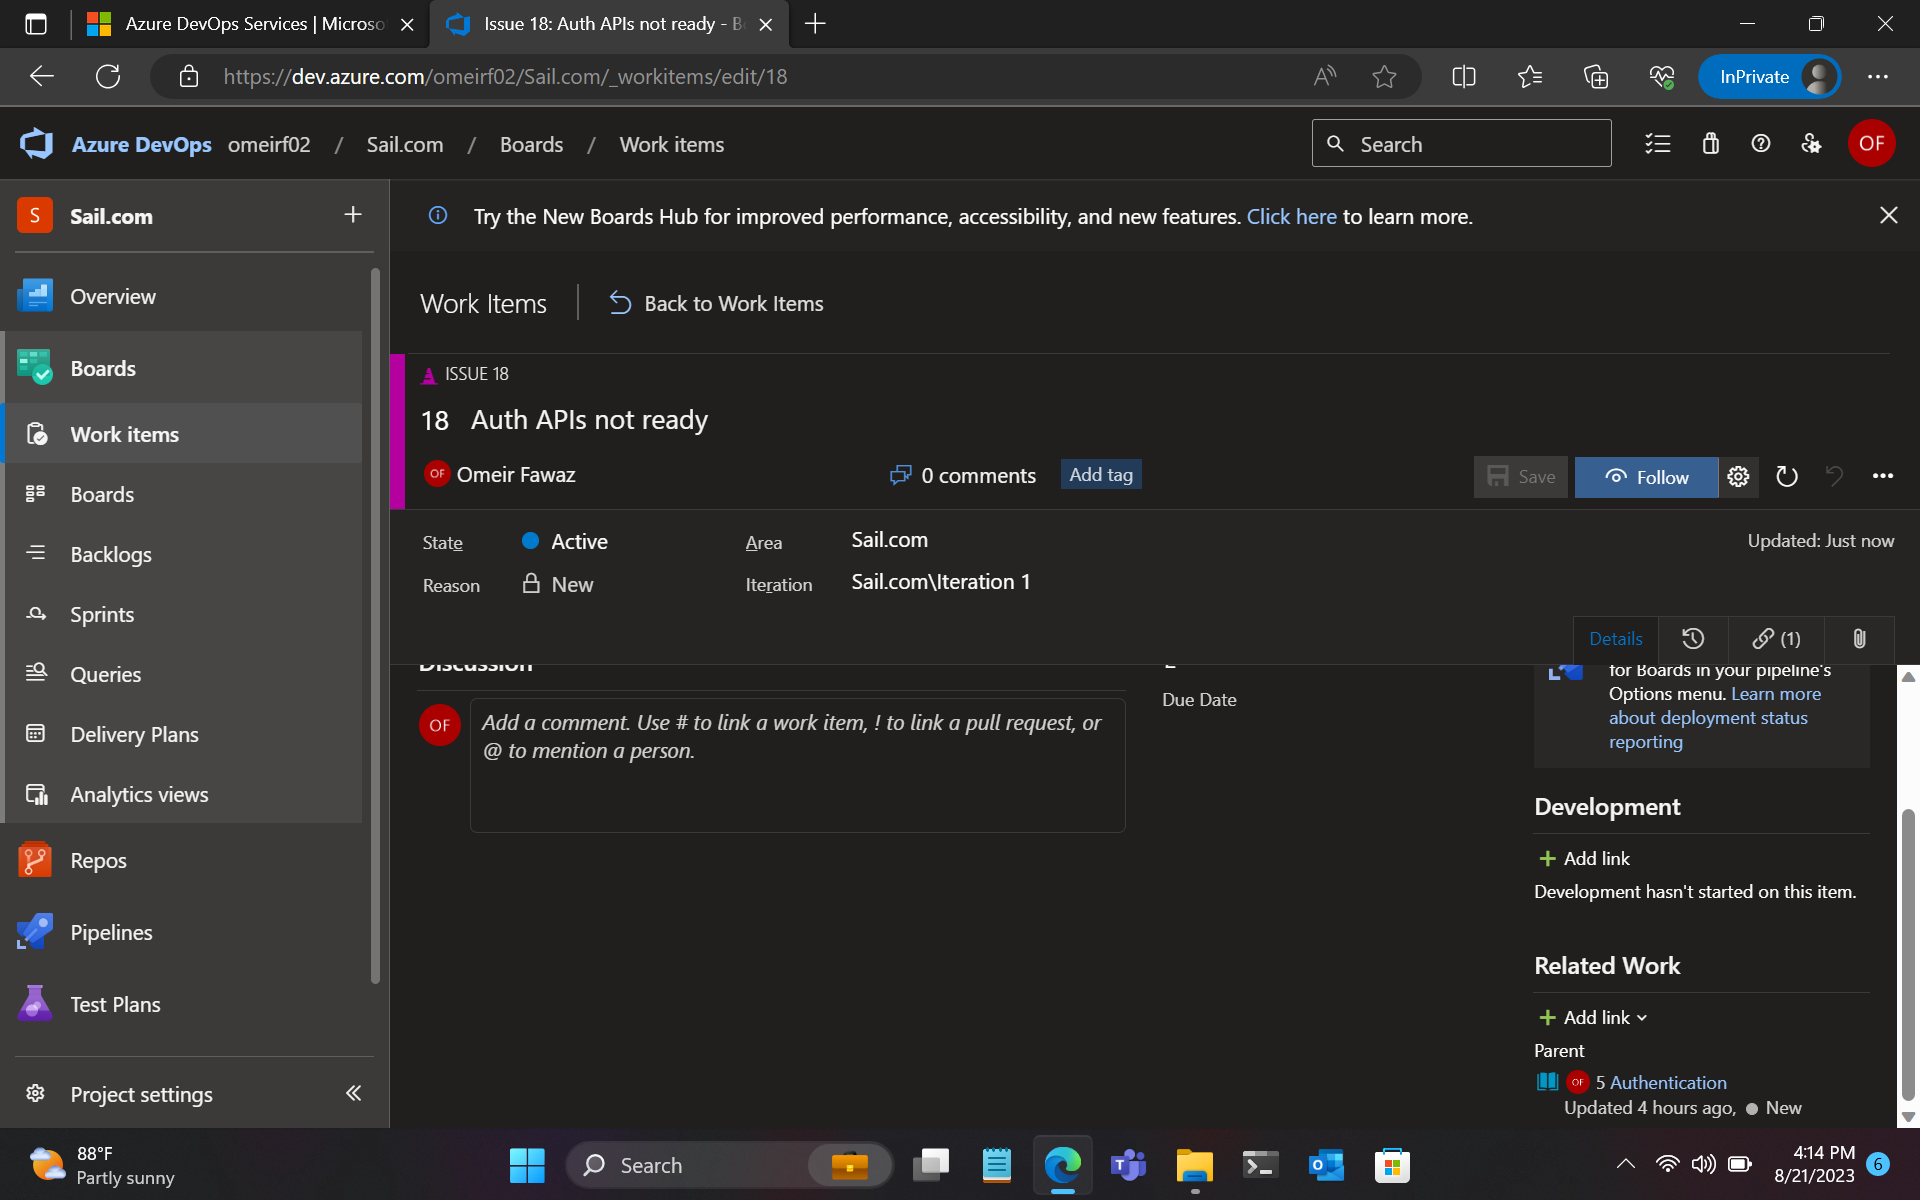 Azure DevOps Services | Microso
Issue 18: Auth APIs not ready - B
https://dev.azure.com/omeirf02/Sail.com/_workitems/edit/18
InPrivate
Azure DevOps omeirf02 / Sail.com / Boards / Work items
Search
OF
S Sail.com
Try the New Boards Hub for improved performance, accessibility, and new features. Click here to learn more.
Overview
Boards
Work items
Boards
Backlogs
Sprints
Queries
Delivery Plans
Analytics views
Repos
Pipelines
Test Plans
Project settings
Work Items
Back to Work Items
ISSUE 18
18 Auth APIs not ready
OF Omeir Fawaz
0 comments
Add tag
Save
Follow
State Active
Area Sail.com
Updated: Just now
Reason New
Iteration Sail.com\Iteration 1
Details
(1)
Discussion
OF
Add a comment. Use # to link a work item, ! to link a pull request, or
@ to mention a person.
Due Date
for Boards in your pipeline's
Options menu. Learn more
about deployment status
reporting
Development
+ Add link
Development hasn't started on this item.
Related Work
+ Add link
Parent
OF 5 Authentication
Updated 4 hours ago, New
88°F
Partly sunny
Search
4:14 PM
8/21/2023
6